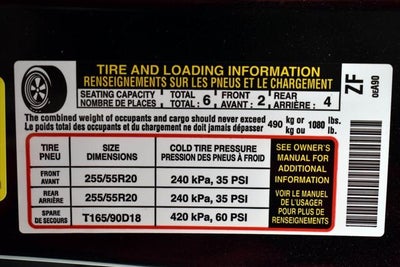 TIRE AND LOADING INFORMATION
RENSEIGNEMENTS SUR LES PNEUS ET LE CHARGEMENT
SEATING CAPACITY TOTAL : 6 FRONT : 2 REAR : 4
NOMBRE DE PLACES TOTAL AVANT ARRIÈRE
The combined weight of occupants and cargo should never exceed 490 kg or 1080 lbs.
Le poids total des occupants et du chargement ne doit jamais dépasser kg ou lb.
TIRE SIZE COLD TIRE PRESSURE
PNEU DIMENSIONS PRESSION DES PNEUS À FROID
FRONT
AVANT 255/55R20 240 kPa, 35 PSI
REAR
ARRIÈRE 255/55R20 240 kPa, 35 PSI
SPARE
DE SECOURS T165/90D18 420 kPa, 60 PSI
SEE OWNER'S
MANUAL FOR
ADDITIONAL
INFORMATION
VOIR LE MANUEL
DE L'USAGER
POUR PLUS DE
RENSEIGNEMENTS
ZF